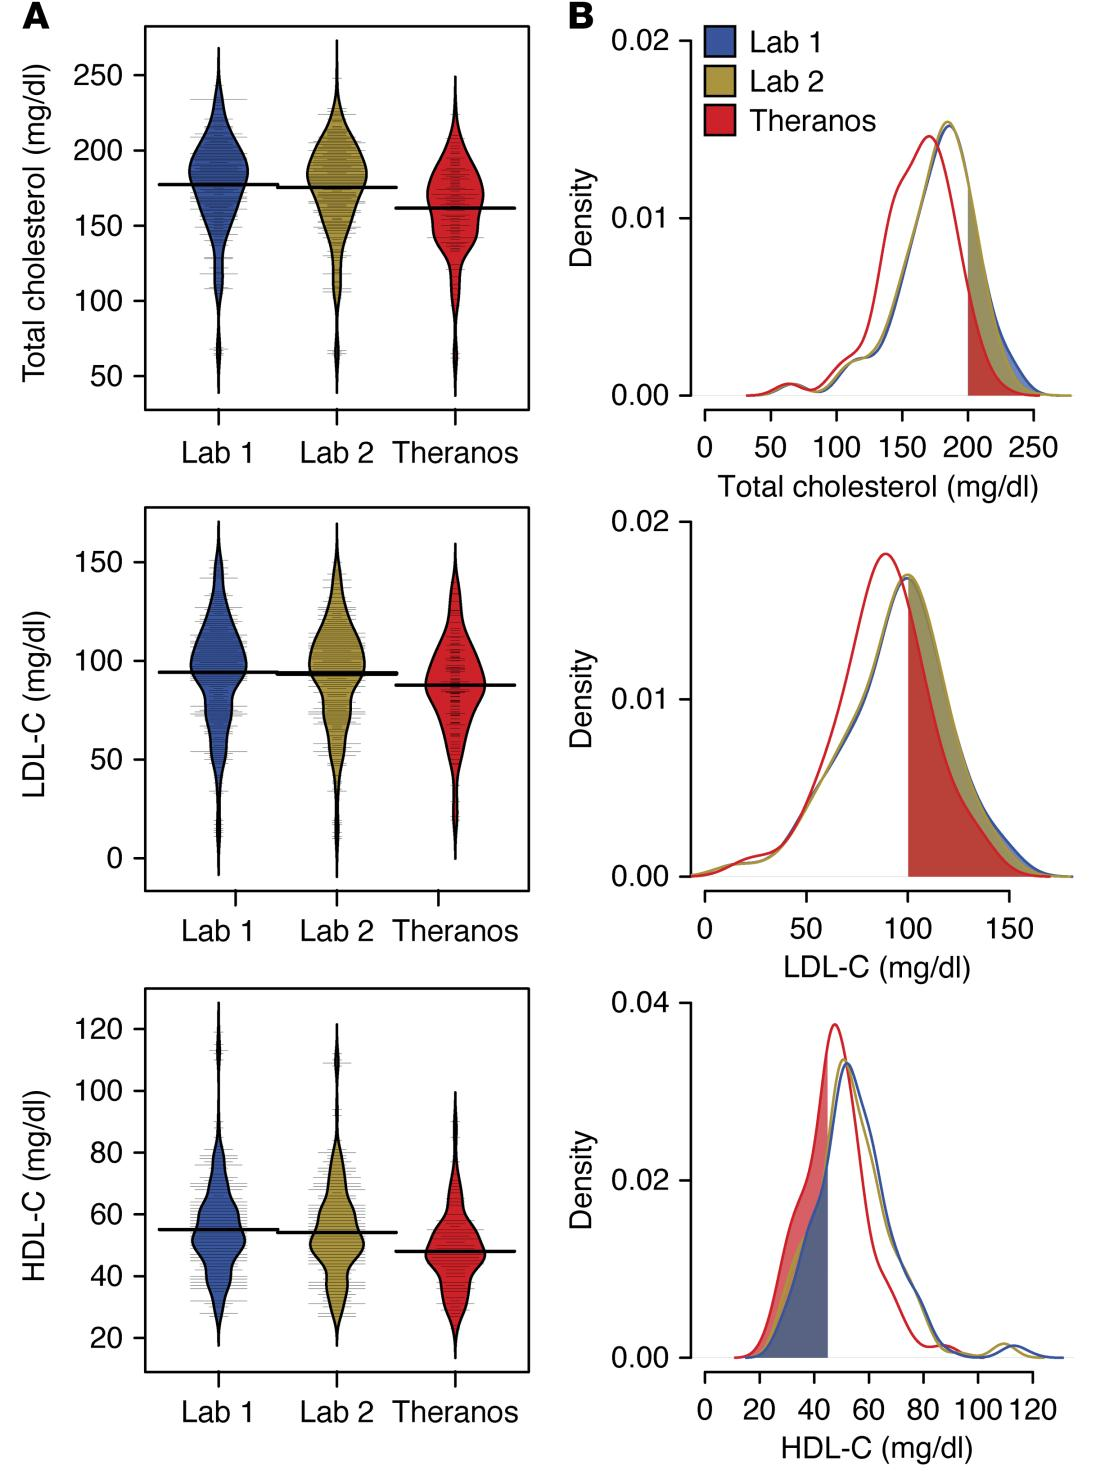 A
Total cholesterol (mg/dl)
250
200
150
100
50
Lab 1 Lab 2 Theranos
B
Lab 1
Lab 2
Theranos
Density
0.02
0.01
0.00
0 50 100 150 200 250
Total cholesterol (mg/dl)
LDL-C (mg/dl)
150
100
50
0
Lab 1 Lab 2 Theranos
Density
0.02
0.01
0.00
0 50 100 150
LDL-C (mg/dl)
HDL-C (mg/dl)
120
100
80
60
40
20
Lab 1 Lab 2 Theranos
Density
0.04
0.02
0.00
0 20 40 60 80 100 120
HDL-C (mg/dl)